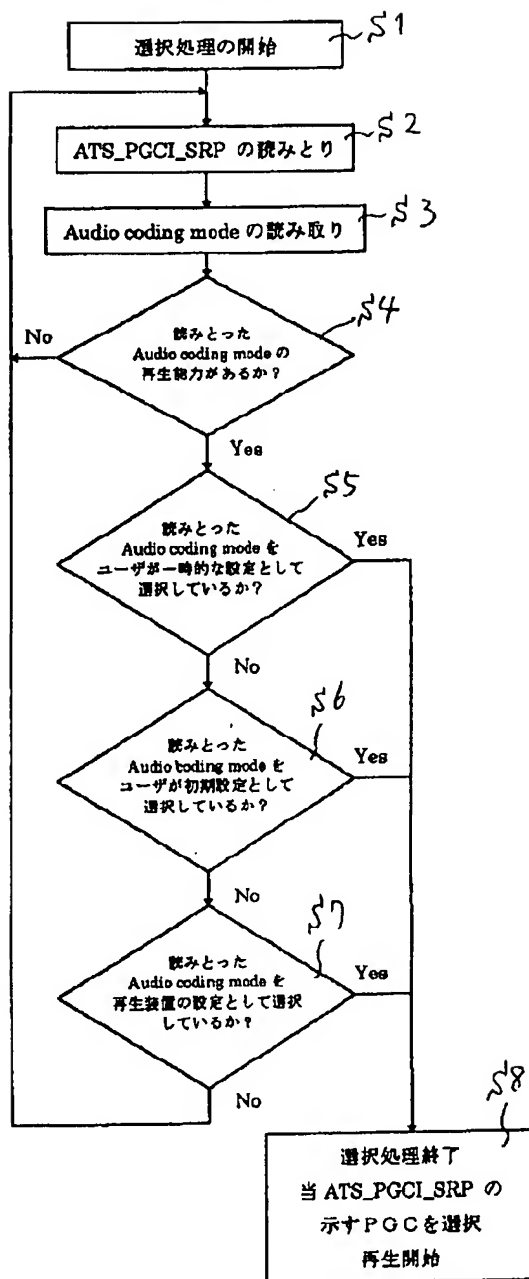 選択処理の開始
S1
ATS_PGCI_SRP の読みとり
S2
Audio coding mode の読み取り
S3
読みとった
Audio coding mode の
再生能力があるか？
S4
No
Yes
読みとった
Audio coding mode を
ユーザが一時的な設定として
選択しているか？
S5
Yes
No
読みとった
Audio coding mode を
ユーザが初期設定として
選択しているか？
S6
Yes
No
読みとった
Audio coding mode を
再生装置の設定として選択
しているか？
S7
Yes
No
S8
選択処理終了
当 ATS_PGCI_SRP の
示すＰＧＣを選択
再生開始